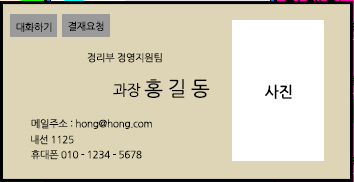 대화하기 결재요청
경리부 경영지원팀
과장 홍 길 동
사진
메일주소 : hong@hong.com
내선 1125
휴대폰 010 - 1234 - 5678